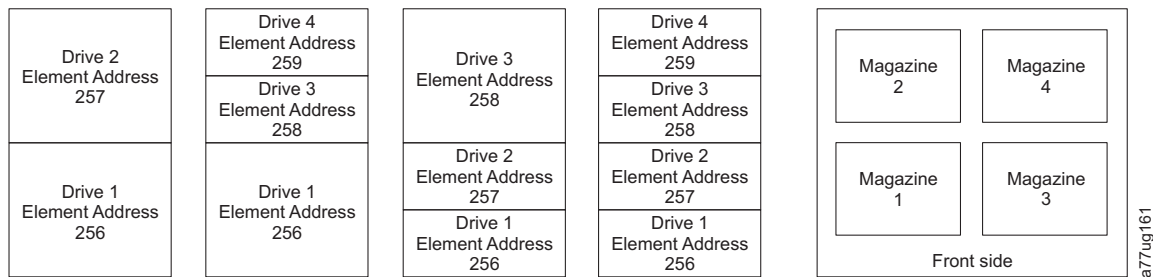 Drive 2
Element Address
257
Drive 1
Element Address
256
Drive 4
Element Address
259
Drive 3
Element Address
258
Drive 1
Element Address
256
Drive 3
Element Address
258
Drive 2
Element Address
257
Drive 1
Element Address
256
Drive 4
Element Address
259
Drive 3
Element Address
258
Drive 2
Element Address
257
Drive 1
Element Address
256
Magazine
2
Magazine
4
Magazine
1
Magazine
3
Front side
a77ug161